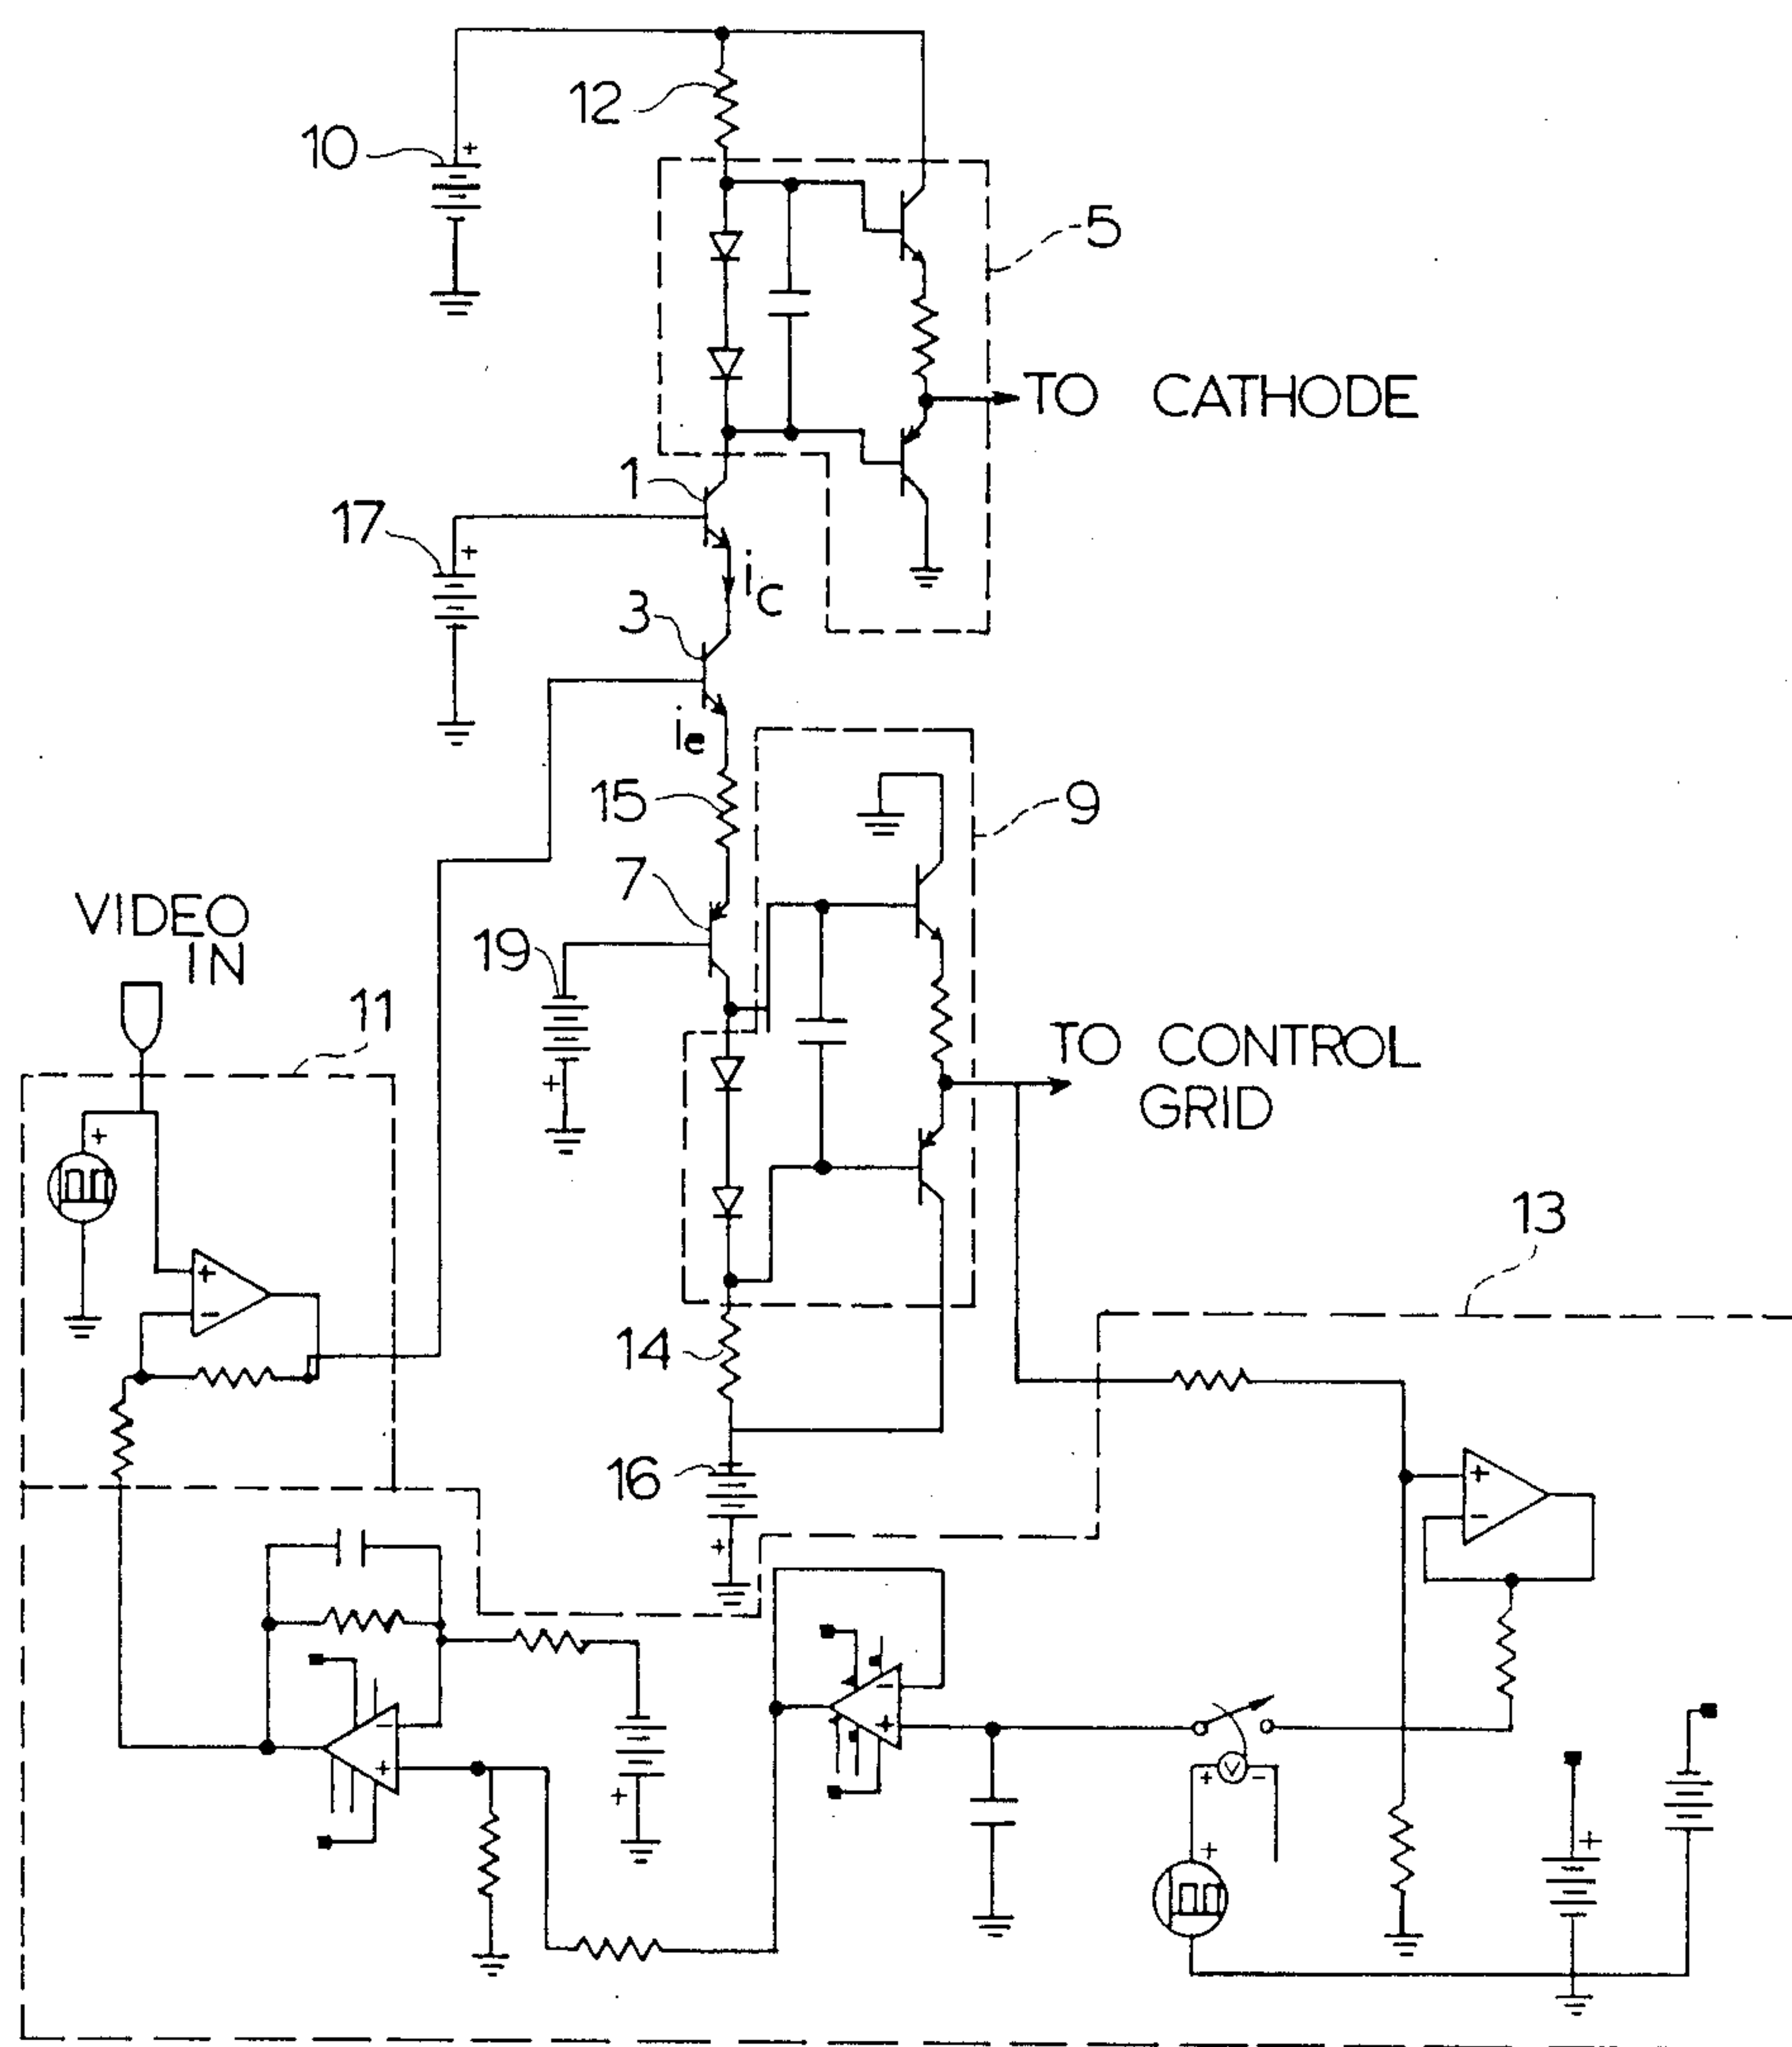 12
10
5
TO CATHODE
1
17
ic
3
ie
15
9
7
VIDEO
IN
19
11
TO CONTROL
GRID
13
14
16
V